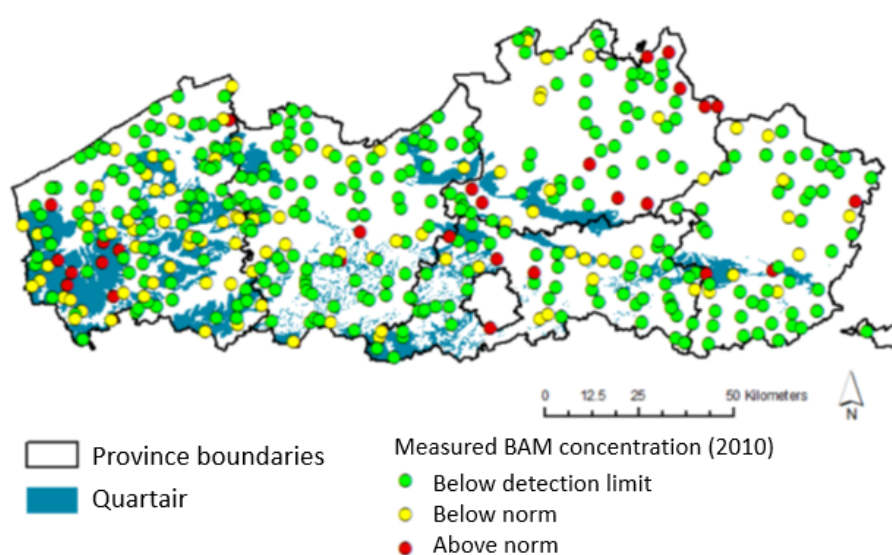 0 12.5 25 50 Kilometers
N
Province boundaries
Quartair
Measured BAM concentration (2010)
Below detection limit
Below norm
Above norm